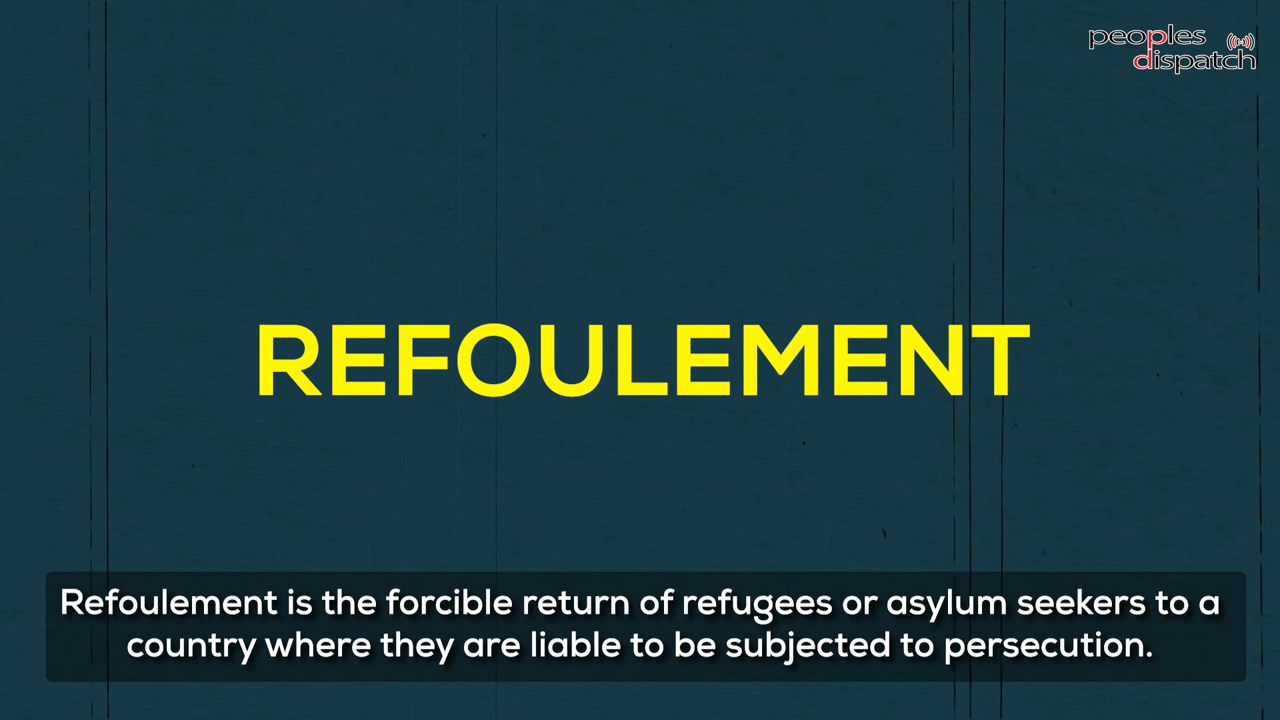 peoples
dispatch
REFOULEMENT
Refoulement is the forcible return of refugees or asylum seekers to a
country where they are liable to be subjected to persecution.